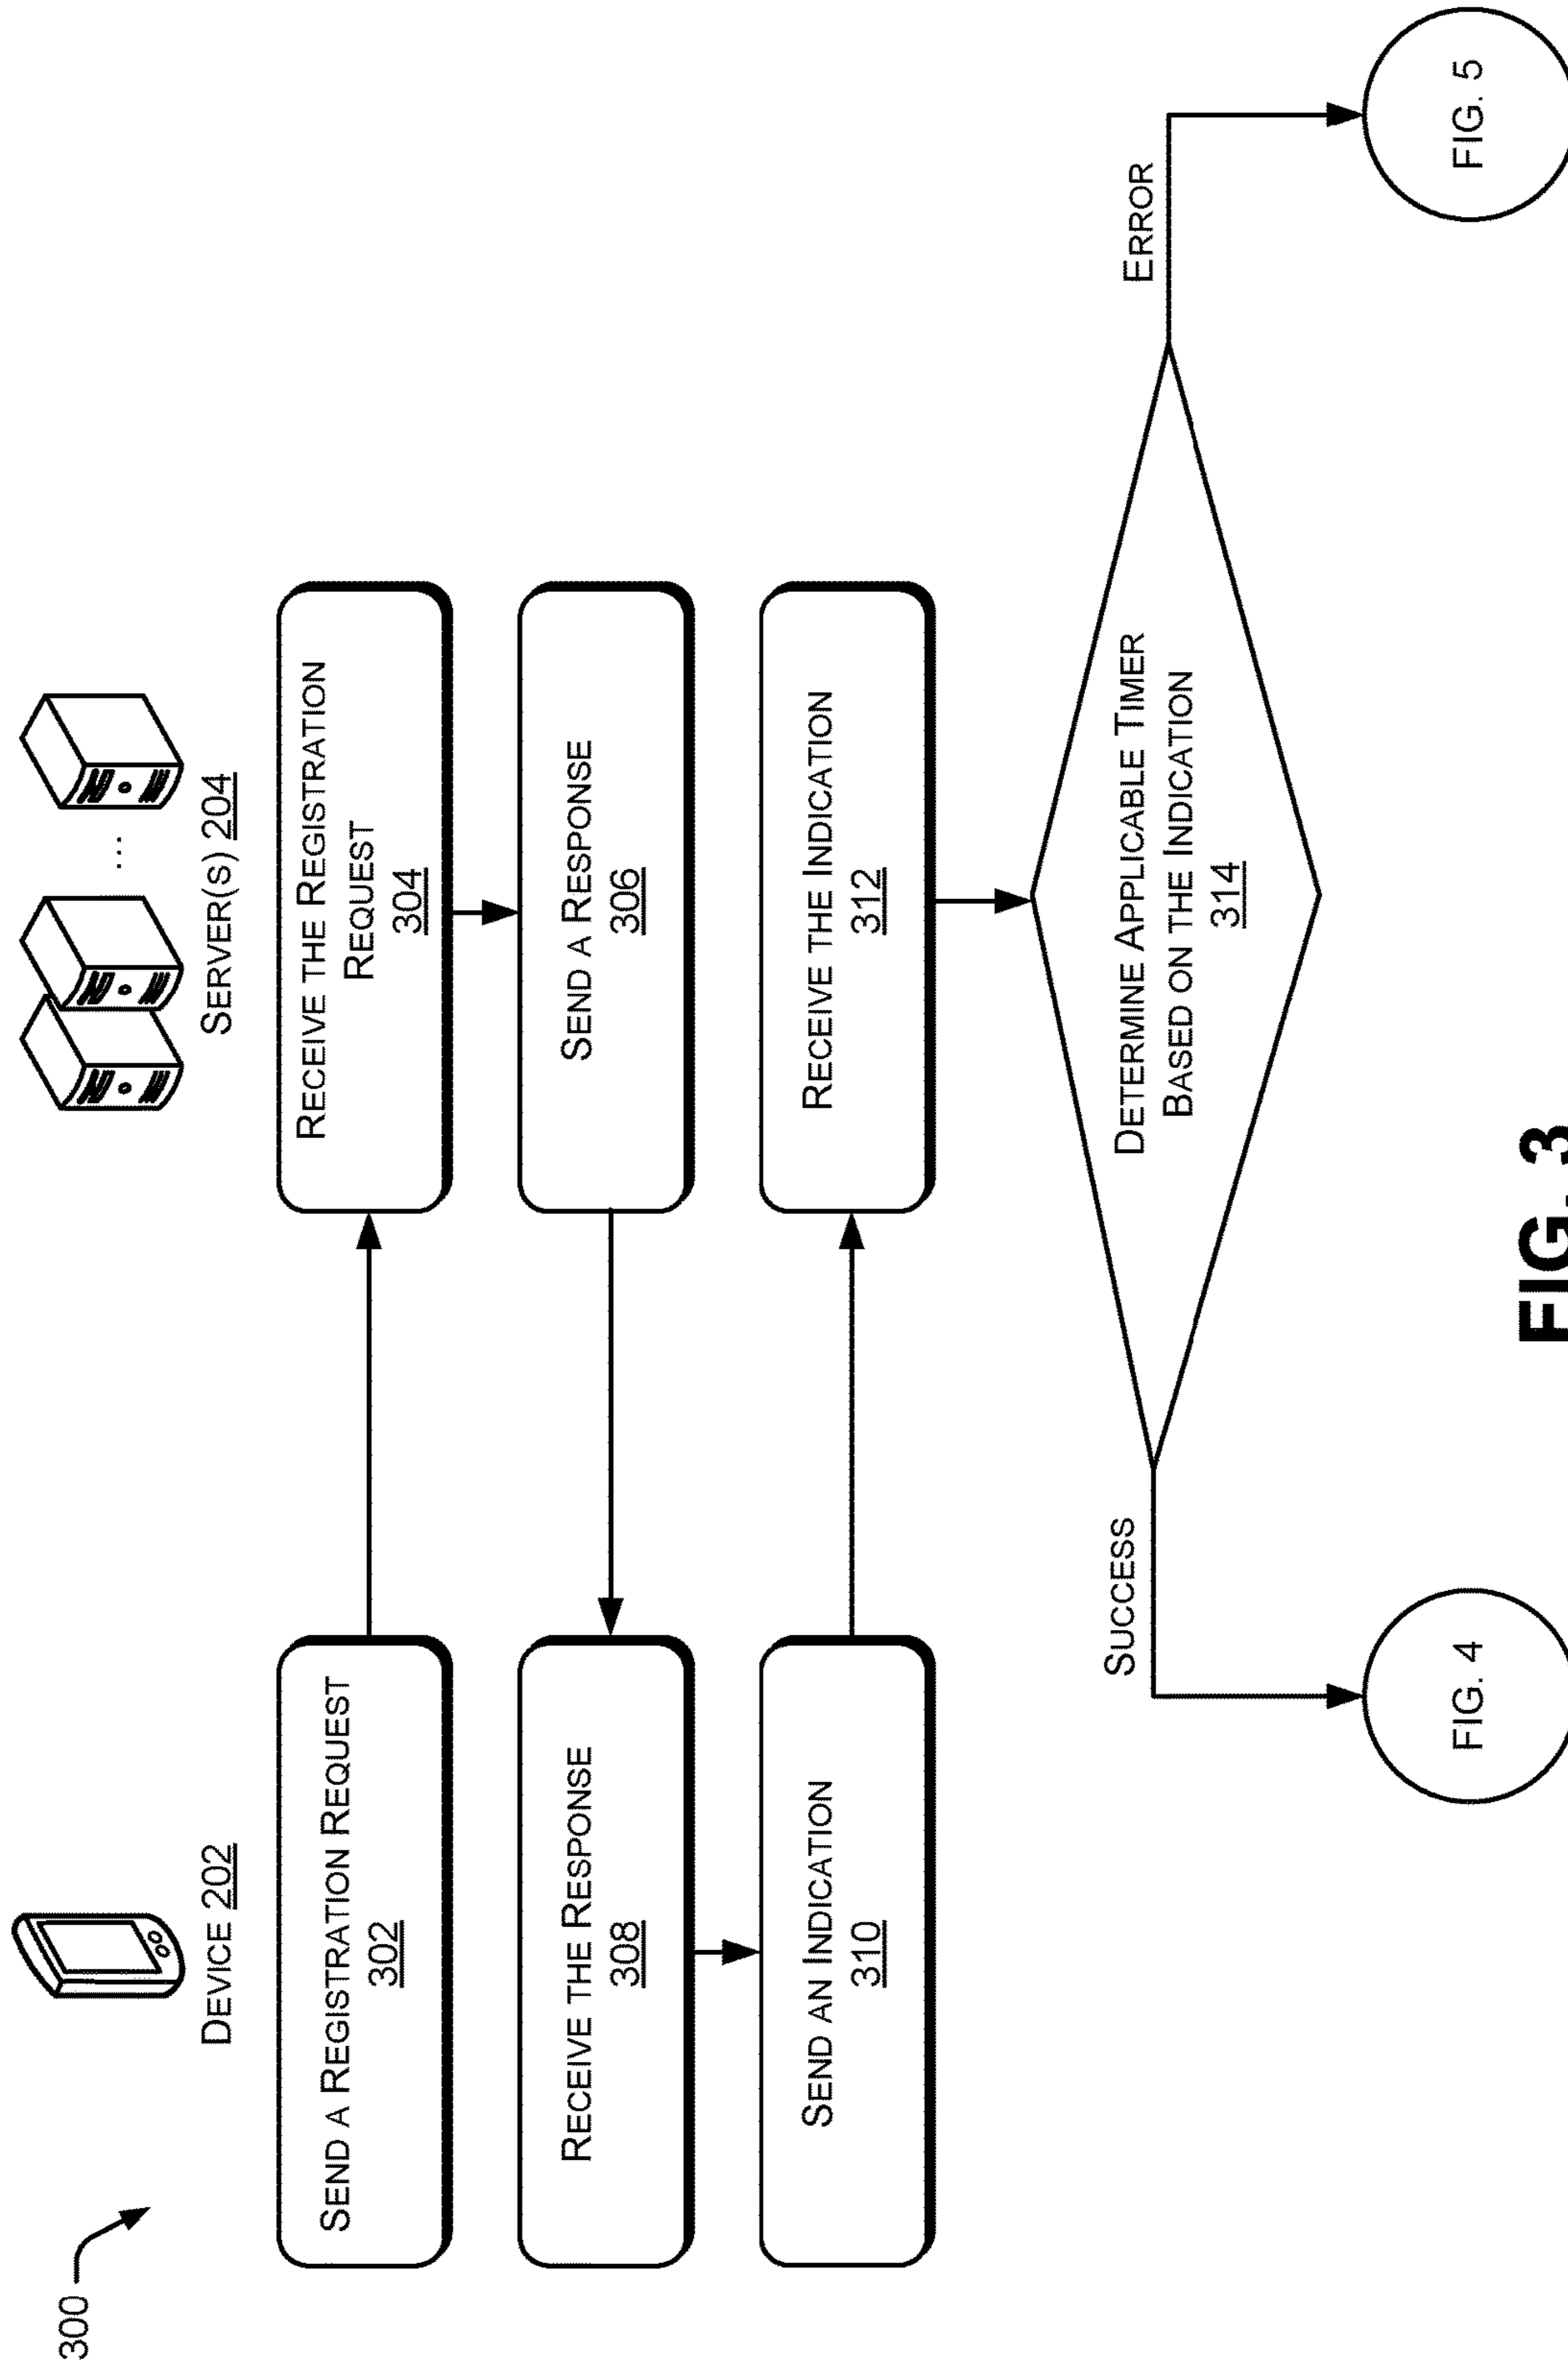 300
DEVICE 202
SERVER(S) 204
...
SEND A REGISTRATION REQUEST
302
RECEIVE THE REGISTRATION
REQUEST
304
RECEIVE THE RESPONSE
308
SEND A RESPONSE
306
SEND AN INDICATION
310
RECEIVE THE INDICATION
312
DETERMINE APPLICABLE TIMER
BASED ON THE INDICATION
314
SUCCESS
ERROR
FIG. 4
FIG. 5
FIG. 3